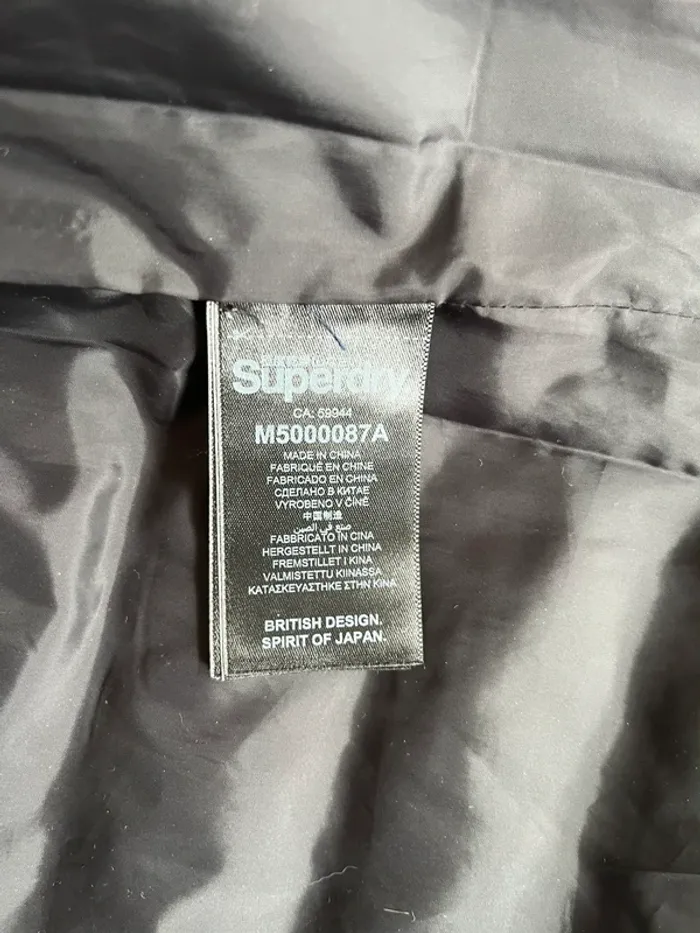 Superdry
CA: 59944
M5000087A
MADE IN CHINA
FABRIQUÉ EN CHINE
FABRICADO EN CHINA
СДЕЛАНО В КИТАЕ
VYROBENO V ČÍNĚ
中国制造
صنع في الصين
FABBRICATO IN CINA
HERGESTELLT IN CHINA
FREMSTILLET I KINA
VALMISTETTU KIINASSA
ΚΑΤΑΣΚΕΥΑΣΤΗΚΕ ΣΤΗΝ ΚΙΝΑ
BRITISH DESIGN.
SPIRIT OF JAPAN.